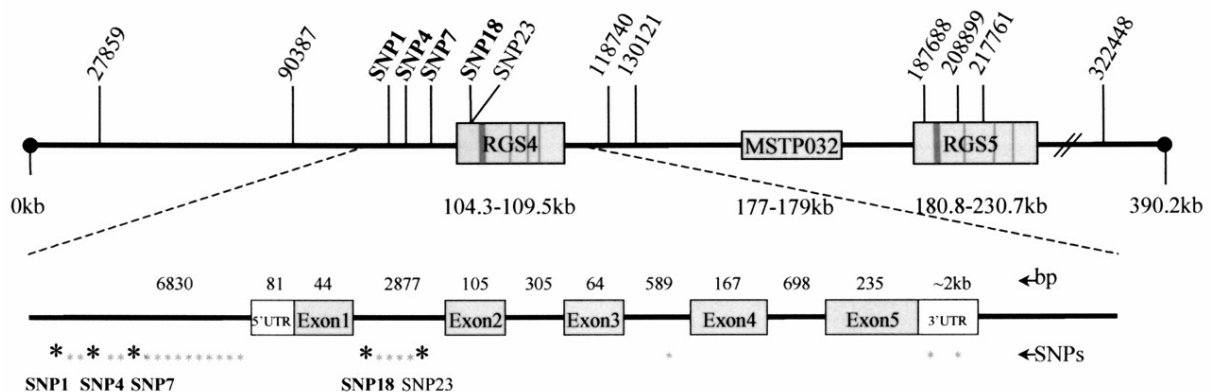 27859 90387 SNP1 SNP4 SNP7 SNP18 SNP23 118740 130121 187688 208899 217761 322448
RGS4 MSTP032 RGS5
0kb 104.3-109.5kb 177-179kb 180.8-230.7kb 390.2kb
6830 81 44 2877 105 305 64 589 167 698 235 ~2kb bp
5'UTR Exon1 Exon2 Exon3 Exon4 Exon5 3'UTR
SNPs
SNP1 SNP4 SNP7 SNP18 SNP23